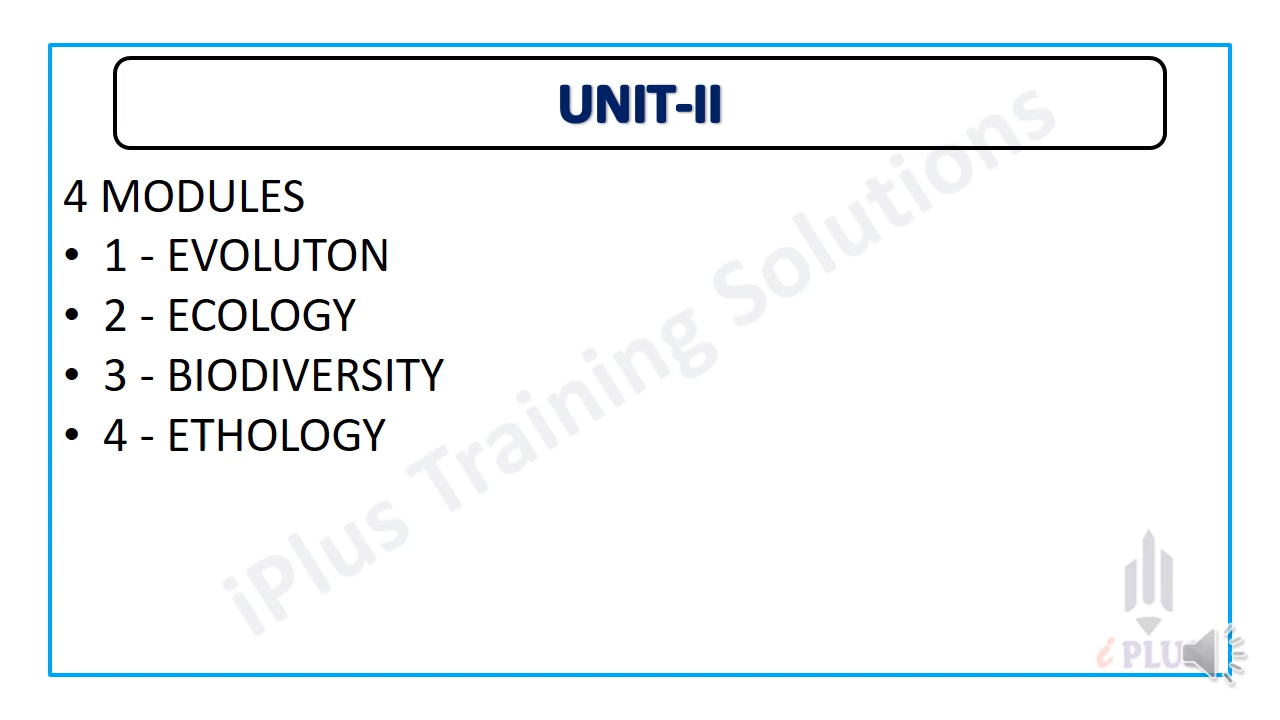 UNIT-II
4 MODULES
• 1 - EVOLUTON
• 2 - ECOLOGY
• 3 - BIODIVERSITY
• 4 - ETHOLOGY
iPlus Training Solutions
i PLU